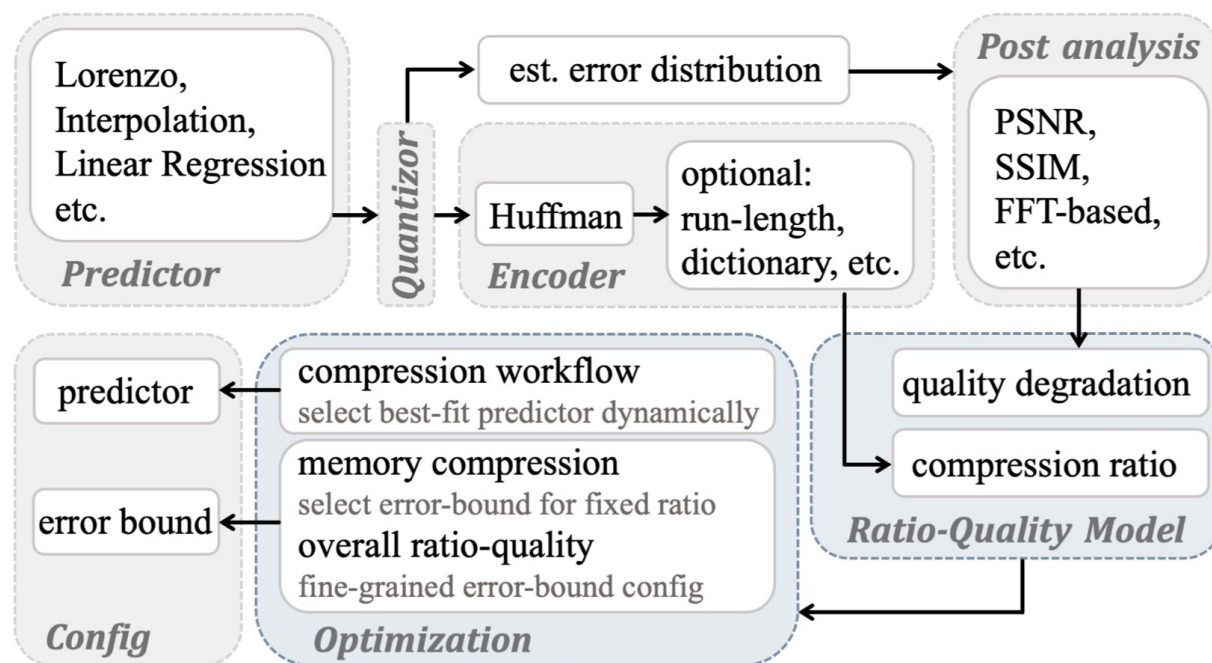 Lorenzo,
Interpolation,
Linear Regression
etc.
Predictor
Quantizor
est. error distribution
Huffman
optional:
run-length,
dictionary, etc.
Encoder
Post analysis
PSNR,
SSIM,
FFT-based,
etc.
predictor
error bound
Config
compression workflow
select best-fit predictor dynamically
memory compression
select error-bound for fixed ratio
overall ratio-quality
fine-grained error-bound config
Optimization
quality degradation
compression ratio
Ratio-Quality Model